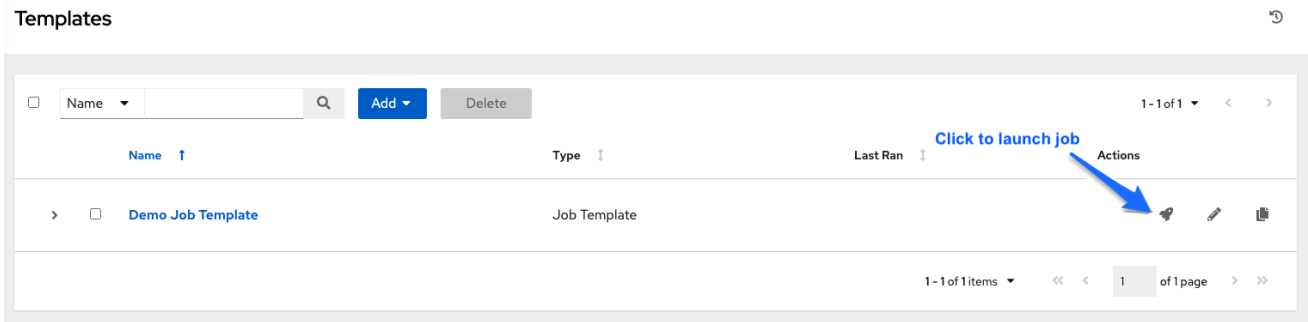 Templates
Name
Add
Delete
1 - 1 of 1
Click to launch job
Name
Type
Last Ran
Actions
Demo Job Template
Job Template
1 - 1 of 1 items
1
of 1 page